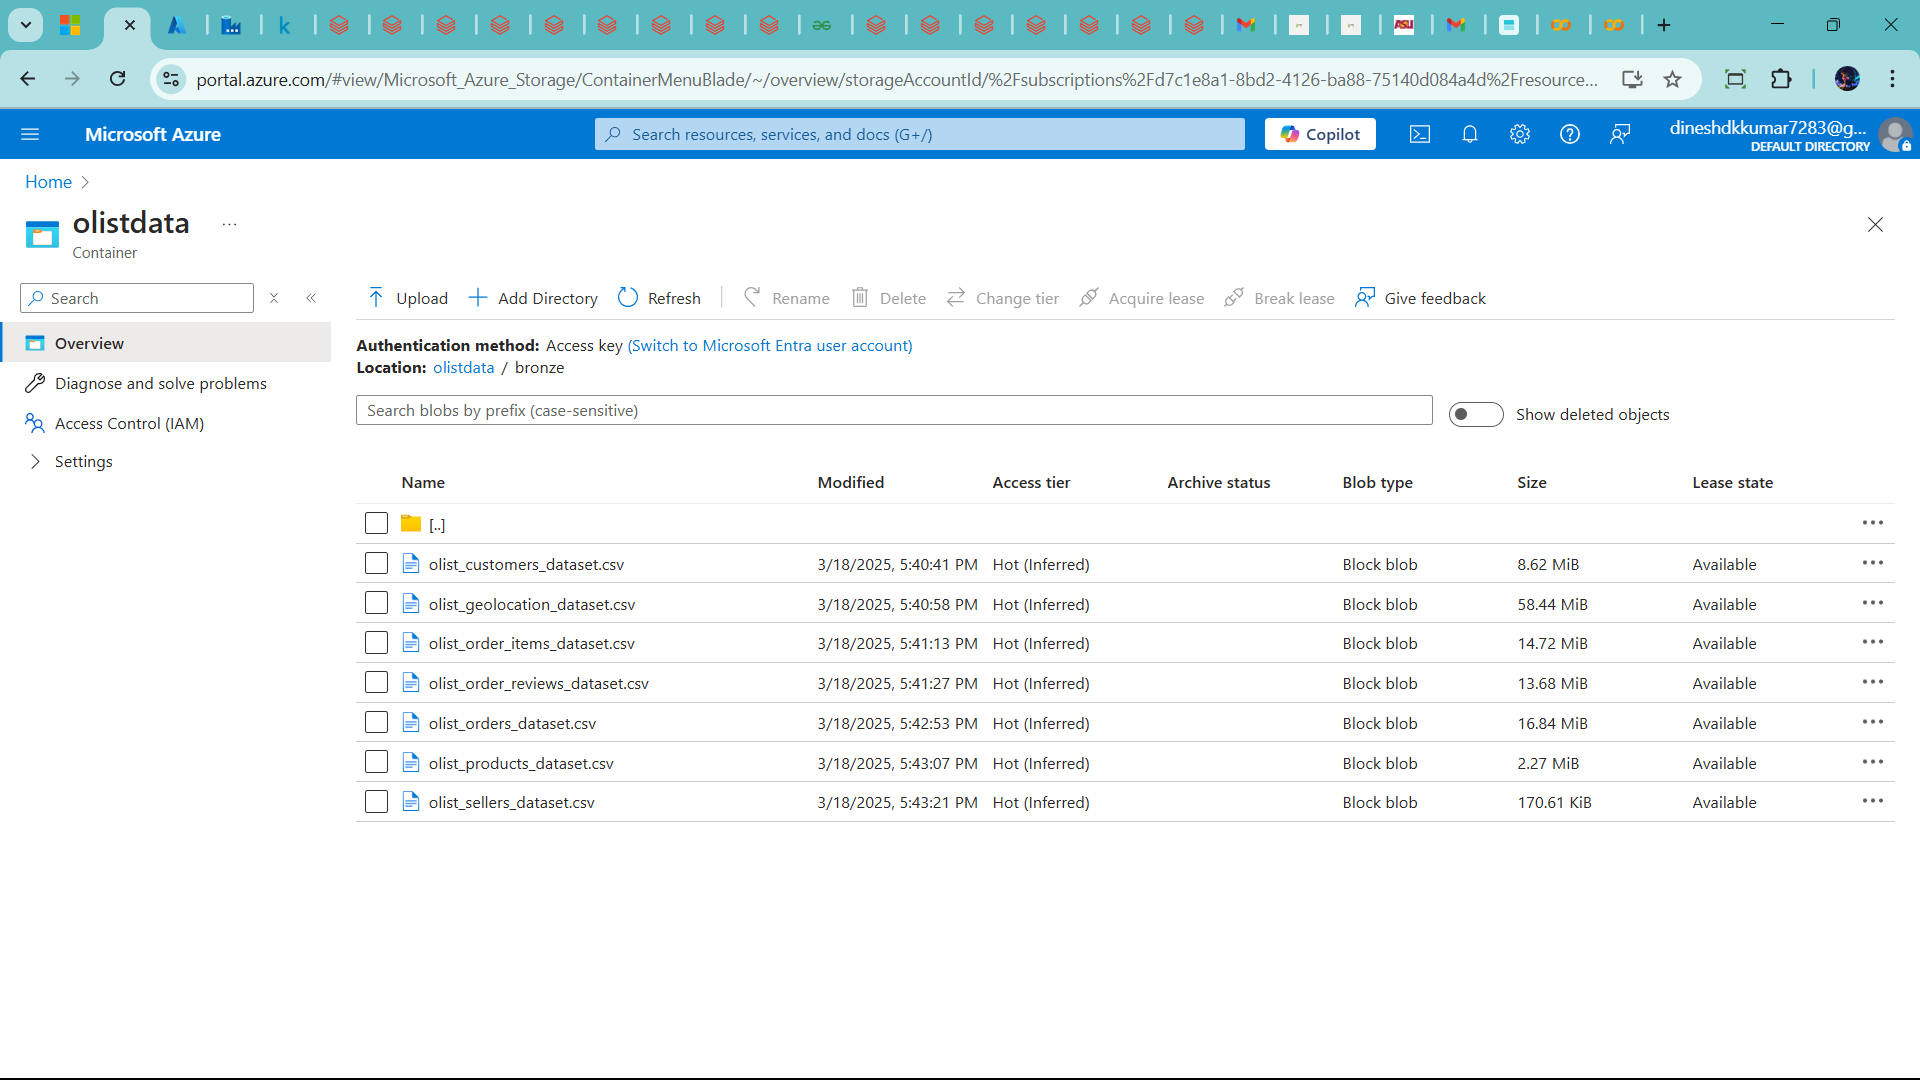 portal.azure.com/#view/Microsoft_Azure_Storage/ContainerMenuBlade/~/overview/storageAccountId/%2Fsubscriptions%2Fd7c1e8a1-8bd2-4126-ba88-75140d084a4d%2Fresource...
Microsoft Azure
Search resources, services, and docs (G+/)
Copilot
dineshdkkumar7283@g...
DEFAULT DIRECTORY
Home
olistdata
Container
Search
Upload
Add Directory
Refresh
Rename
Delete
Change tier
Acquire lease
Break lease
Give feedback
Overview
Diagnose and solve problems
Access Control (IAM)
Settings
Authentication method: Access key (Switch to Microsoft Entra user account)
Location: olistdata / bronze
Search blobs by prefix (case-sensitive)
Show deleted objects
Name Modified Access tier Archive status Blob type Size Lease state
[..]
olist_customers_dataset.csv 3/18/2025, 5:40:41 PM Hot (Inferred) Block blob 8.62 MiB Available
olist_geolocation_dataset.csv 3/18/2025, 5:40:58 PM Hot (Inferred) Block blob 58.44 MiB Available
olist_order_items_dataset.csv 3/18/2025, 5:41:13 PM Hot (Inferred) Block blob 14.72 MiB Available
olist_order_reviews_dataset.csv 3/18/2025, 5:41:27 PM Hot (Inferred) Block blob 13.68 MiB Available
olist_orders_dataset.csv 3/18/2025, 5:42:53 PM Hot (Inferred) Block blob 16.84 MiB Available
olist_products_dataset.csv 3/18/2025, 5:43:07 PM Hot (Inferred) Block blob 2.27 MiB Available
olist_sellers_dataset.csv 3/18/2025, 5:43:21 PM Hot (Inferred) Block blob 170.61 KiB Available